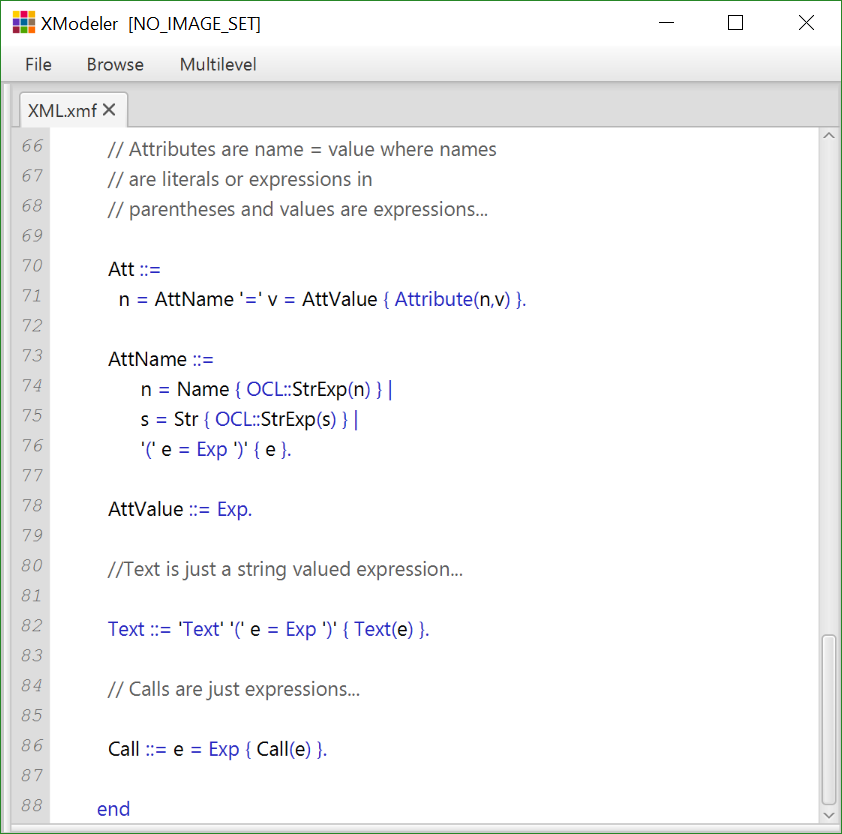 XModeler [NO_IMAGE_SET]
File Browse Multilevel
XML.xmf
66 // Attributes are name = value where names
67 // are literals or expressions in
68 // parentheses and values are expressions...
69
70 Att ::=
71 n = AttName '=' v = AttValue { Attribute(n,v) }.
72
73 AttName ::=
74 n = Name { OCL::StrExp(n) } |
75 s = Str { OCL::StrExp(s) } |
76 '(' e = Exp ')' { e }.
77
78 AttValue ::= Exp.
79
80 //Text is just a string valued expression...
81
82 Text ::= 'Text' '(' e = Exp ')' { Text(e) }.
83
84 // Calls are just expressions...
85
86 Call ::= e = Exp { Call(e) }.
87
88 end